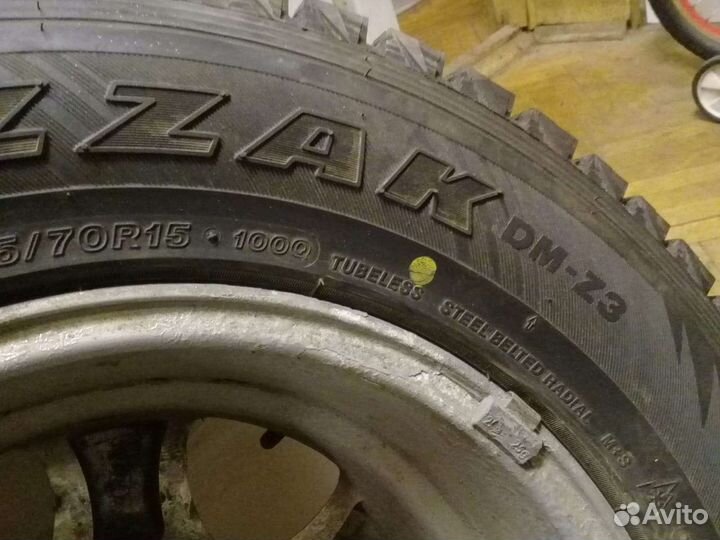 ZZAK
DM-Z3
5/70R15 • 100Q
TUBELESS STEEL BELTED RADIAL M+S
Avito